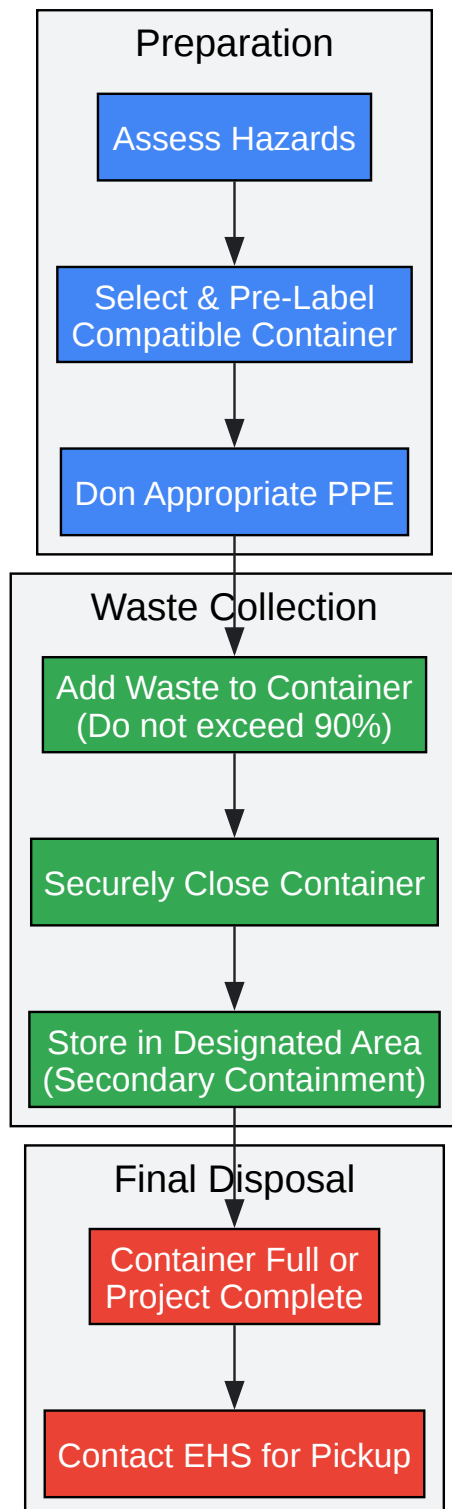 Preparation
Assess Hazards
Select & Pre-Label
Compatible Container
Don Appropriate PPE
Waste Collection
Add Waste to Container
(Do not exceed 90%)
Securely Close Container
Store in Designated Area
(Secondary Containment)
Final Disposal
Container Full or
Project Complete
Contact EHS for Pickup